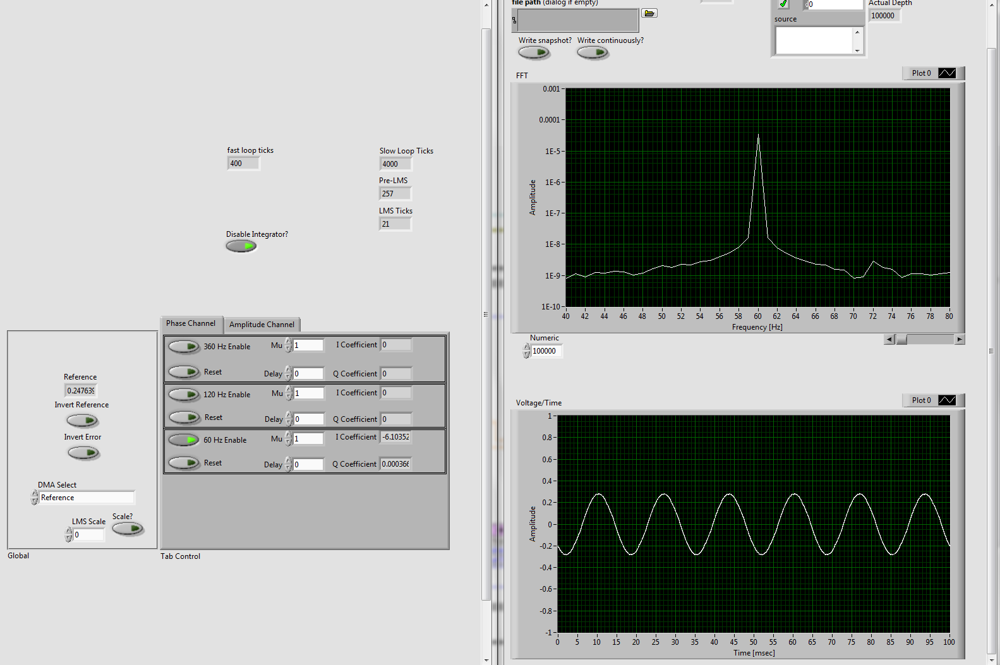 fast loop ticks
400
Slow Loop Ticks
4000
Pre-LMS
257
LMS Ticks
21
Disable Integrator?
Reference
0.247639
Invert Reference
Invert Error
DMA Select
Reference
LMS Scale
0
Scale?
Global
Phase Channel
Amplitude Channel
360 Hz Enable
Mu
1
I Coefficient
0
Reset
Delay
0
Q Coefficient
0
120 Hz Enable
Mu
1
I Coefficient
0
Reset
Delay
0
Q Coefficient
0
60 Hz Enable
Mu
1
I Coefficient
-6.10352
Reset
Delay
0
Q Coefficient
0.000366
Tab Control
file path (dialog if empty)
Write snapshot?
Write continuously?
0
source
Actual Depth
100000
FFT
Plot 0
0.001
0.0001
1E-5
1E-6
1E-7
1E-8
1E-9
1E-10
Amplitude
40 42 44 46 48 50 52 54 56 58 60 62 64 66 68 70 72 74 76 78 80
Frequency [Hz]
Numeric
100000
Voltage/Time
Plot 0
1
0.8
0.6
0.4
0.2
0
-0.2
-0.4
-0.6
-0.8
-1
Amplitude
0 5 10 15 20 25 30 35 40 45 50 55 60 65 70 75 80 85 90 95 100
Time [msec]